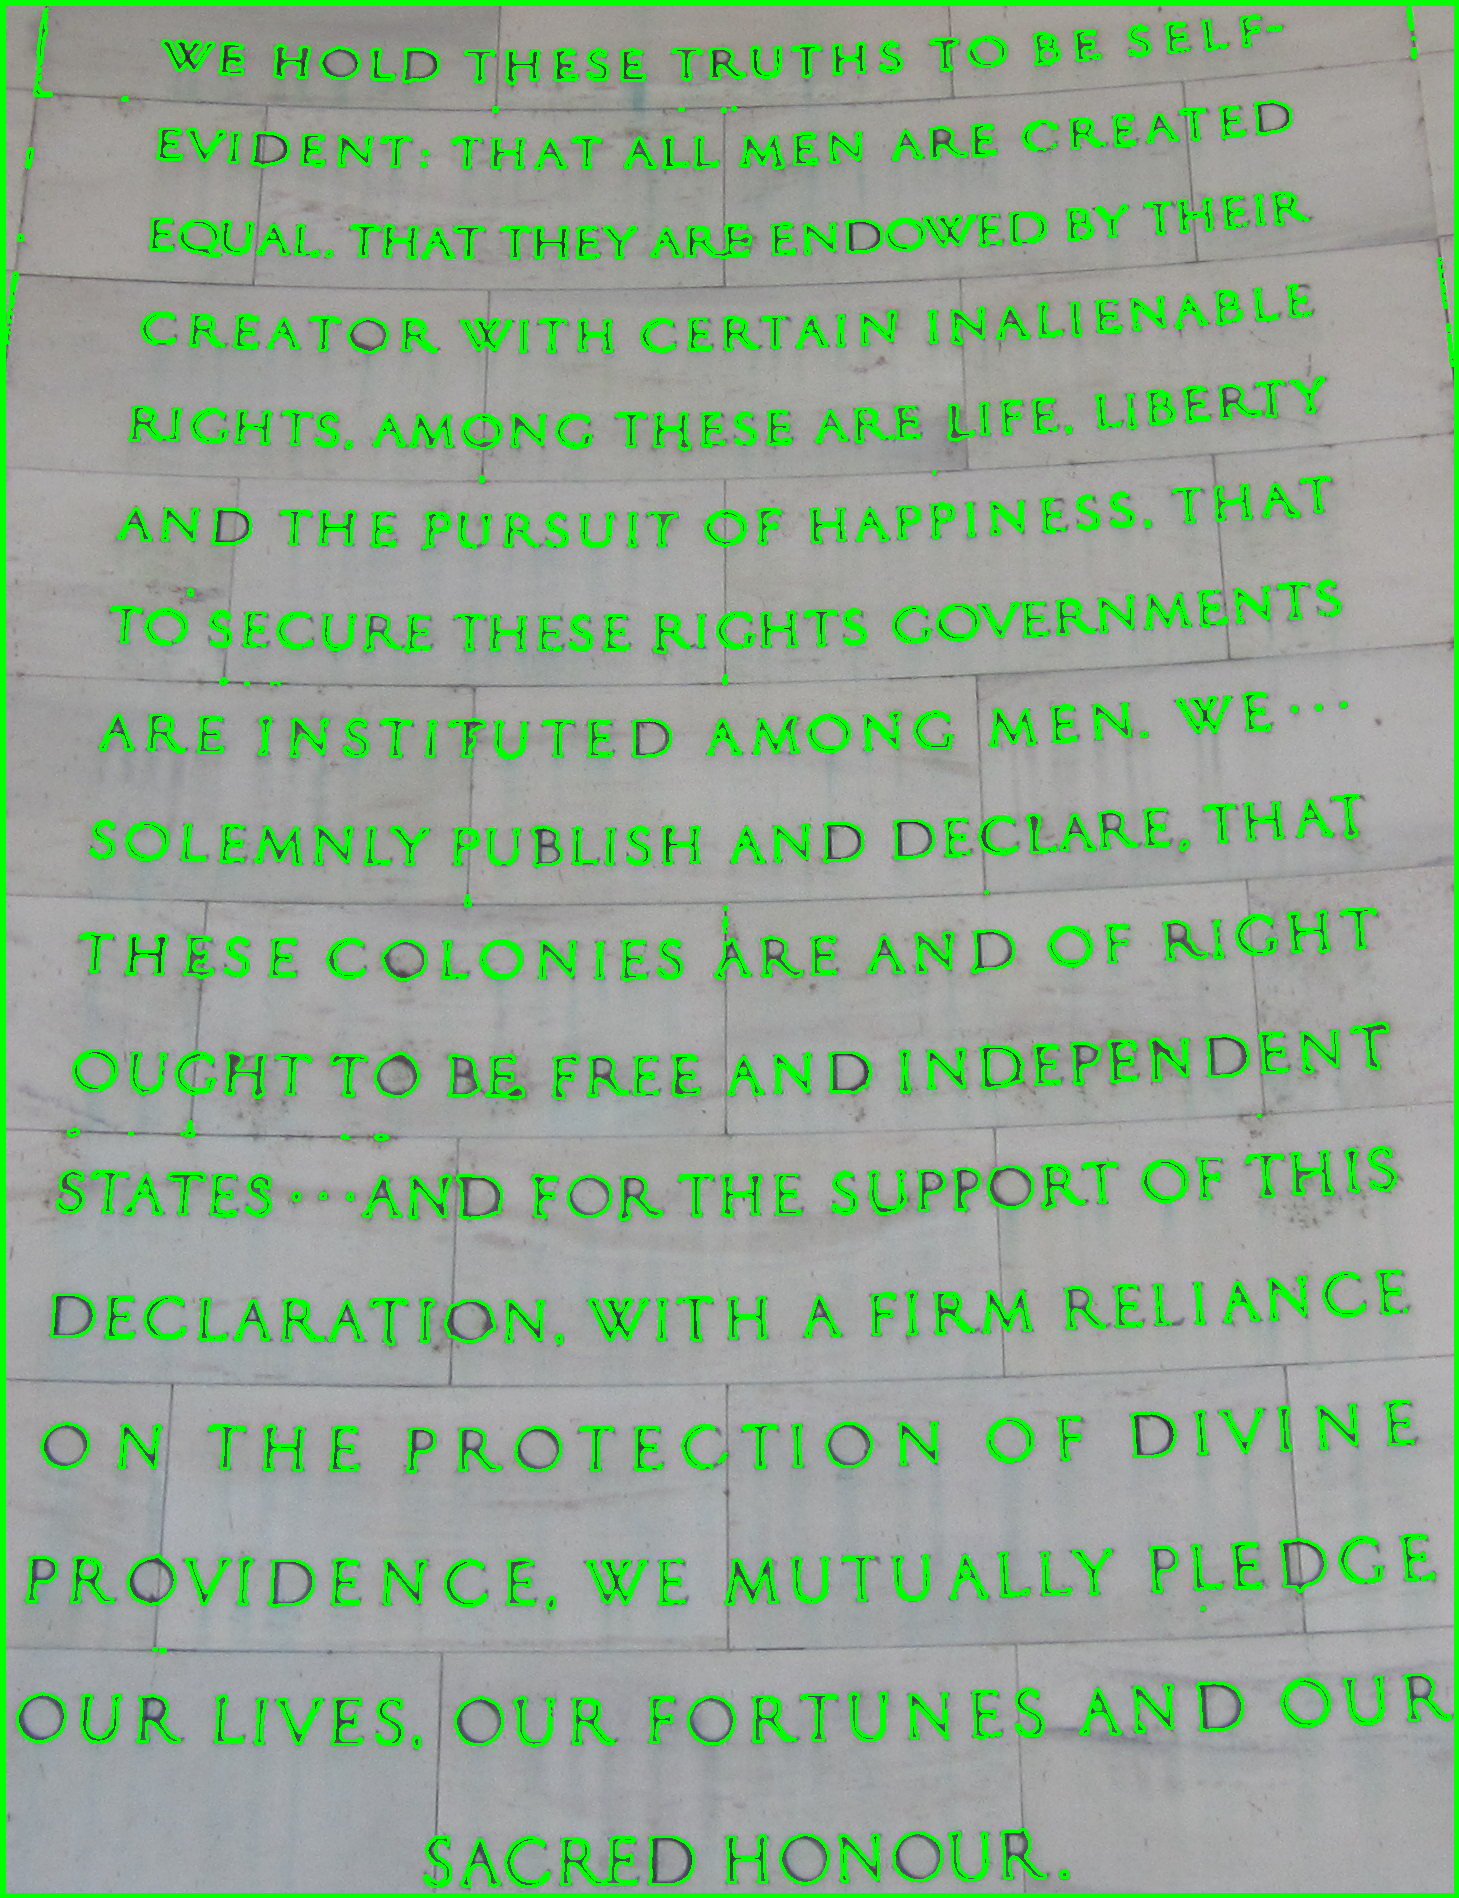 WE HOLD THESE TRUTHS TO BE SELF-
EVIDENT: THAT ALL MEN ARE CREATED
EQUAL, THAT THEY ARE ENDOWED BY THEIR
CREATOR WITH CERTAIN INALIENABLE
RIGHTS, AMONG THESE ARE LIFE, LIBERTY
AND THE PURSUIT OF HAPPINESS, THAT
TO SECURE THESE RIGHTS GOVERNMENTS
ARE INSTITUTED AMONG MEN. WE···
SOLEMNLY PUBLISH AND DECLARE, THAT
THESE COLONIES ARE AND OF RIGHT
OUGHT TO BE FREE AND INDEPENDENT
STATES···AND FOR THE SUPPORT OF THIS
DECLARATION, WITH A FIRM RELIANCE
ON THE PROTECTION OF DIVINE
PROVIDENCE, WE MUTUALLY PLEDGE
OUR LIVES, OUR FORTUNES AND OUR
SACRED HONOUR.